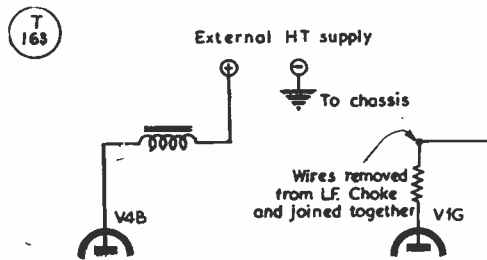 T
163
External HT supply
+
−
To chassis
Wires removed
from L.F. Choke
and joined together
V4B
V1G